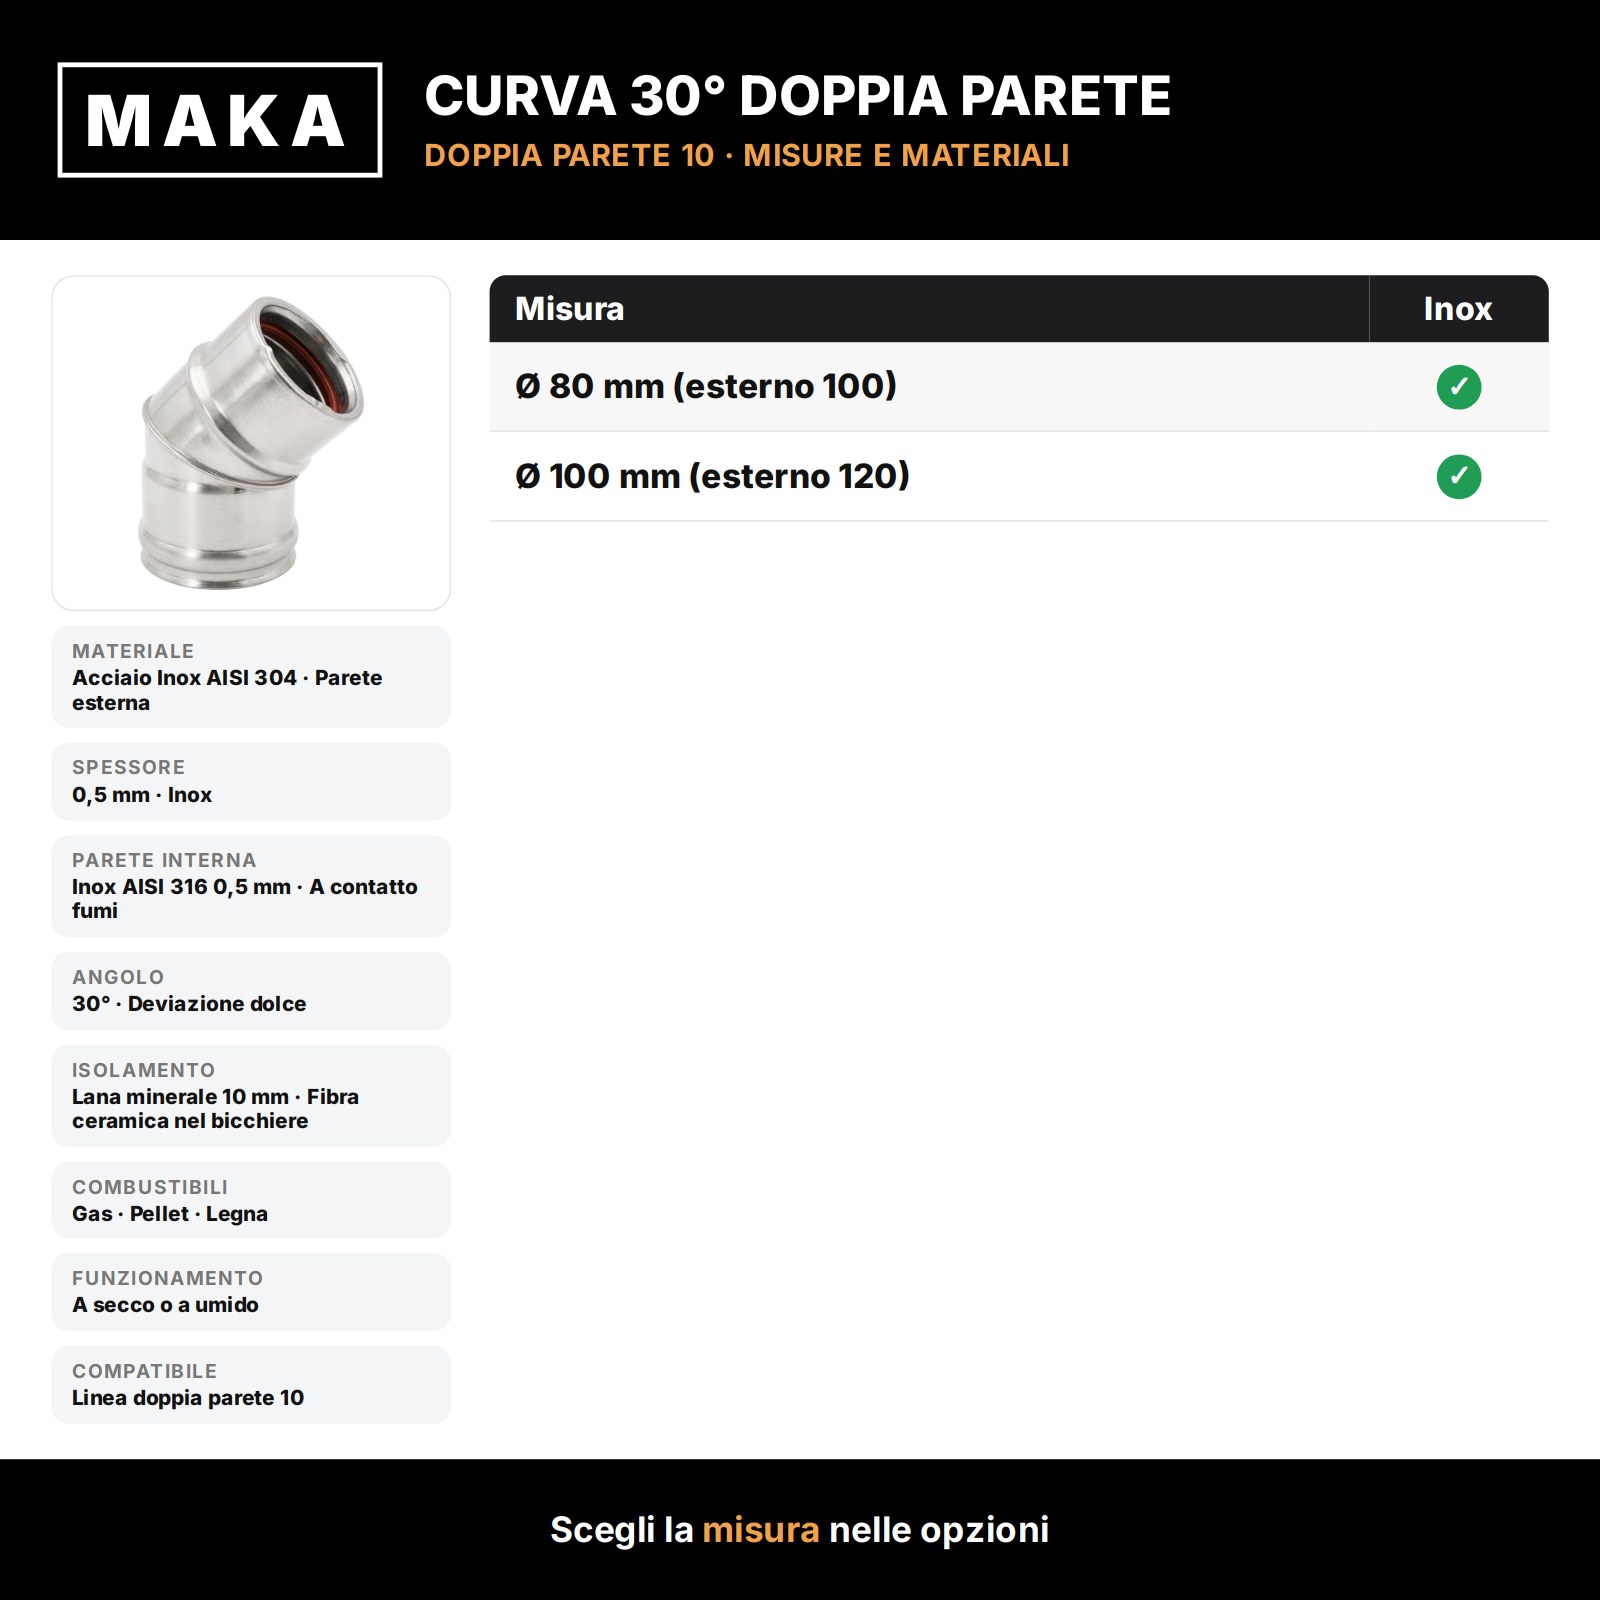 MAKA
CURVA 30° DOPPIA PARETE
DOPPIA PARETE 10 · MISURE E MATERIALI
Misura
Inox
Ø 80 mm (esterno 100)
✓
Ø 100 mm (esterno 120)
✓
MATERIALE
Acciaio Inox AISI 304 · Parete
esterna
SPESSORE
0,5 mm · Inox
PARETE INTERNA
Inox AISI 316 0,5 mm · A contatto
fumi
ANGOLO
30° · Deviazione dolce
ISOLAMENTO
Lana minerale 10 mm · Fibra
ceramica nel bicchiere
COMBUSTIBILI
Gas · Pellet · Legna
FUNZIONAMENTO
A secco o a umido
COMPATIBILE
Linea doppia parete 10
Scegli la misura nelle opzioni